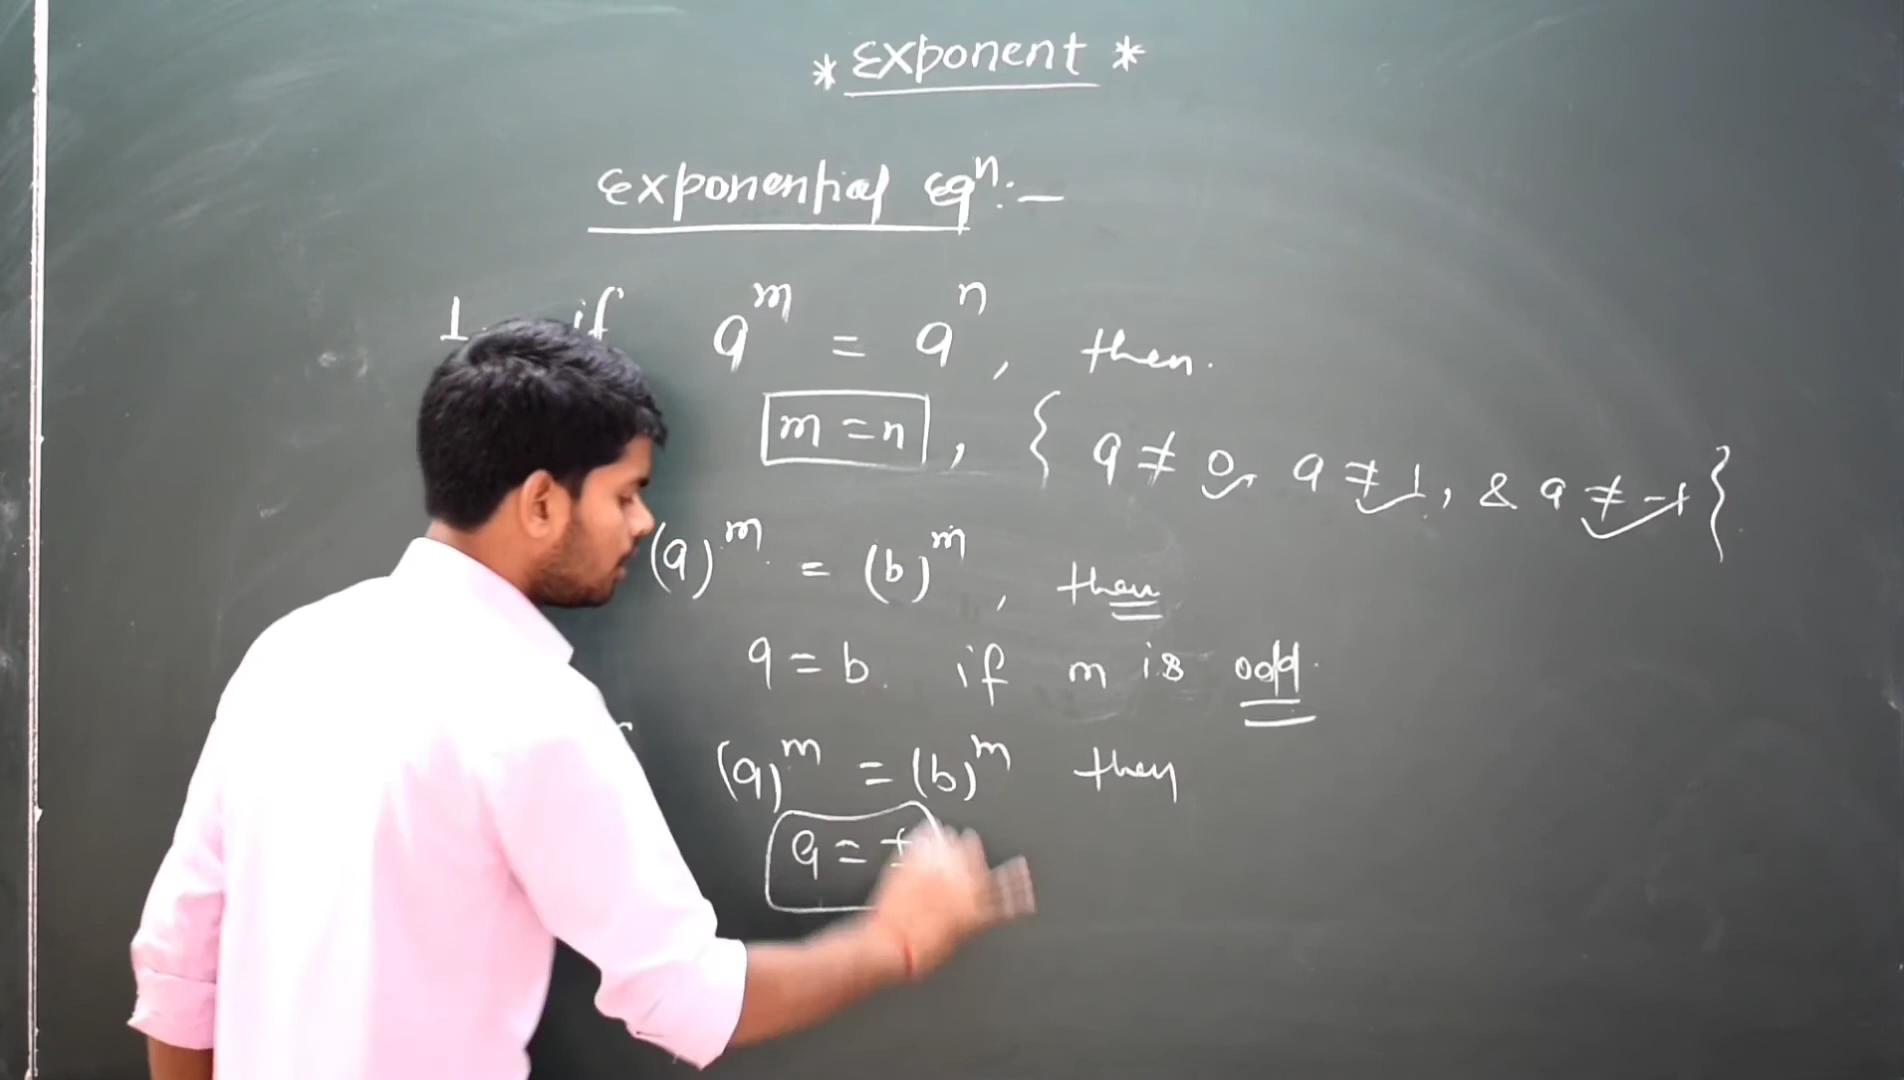 * Exponent *
Exponential Eqⁿ:-
1. if a^m = a^n, then.
m = n, { a ≠ 0, a ≠ 1, & a ≠ -1 }
(a)^m = (b)^m, then
a = b. if m is odd.
(a)^m = (b)^m then
a = ±